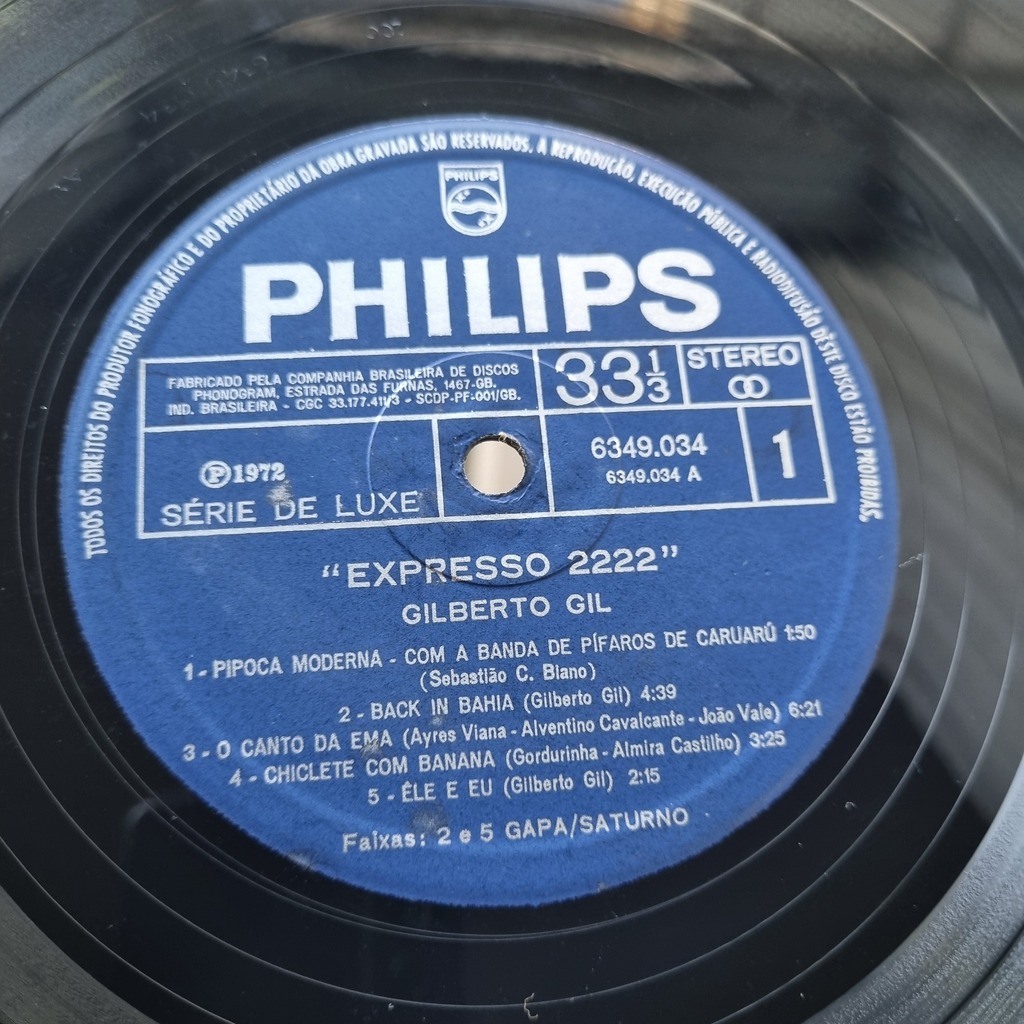 TODOS OS DIREITOS DO PRODUTOR FONOGRÁFICO E DO PROPRIETÁRIO DA OBRA GRAVADA SÃO RESERVADOS. A REPRODUÇÃO, EXECUÇÃO PÚBLICA E RADIODIFUSÃO DÊSTE DISCO ESTÃO PROIBIDAS.
PHILIPS
PHILIPS
FABRICADO PELA COMPANHIA BRASILEIRA DE DISCOS
PHONOGRAM, ESTRADA DAS FURNAS, 1467-GB.
IND. BRASILEIRA - CGC 33.177.411/3 - SCDP-PF-001/GB.
33 1/3
STEREO
Ⓟ1972
SÉRIE DE LUXE
6349.034
6349.034 A
1
"EXPRESSO 2222"
GILBERTO GIL
1 - PIPOCA MODERNA - COM A BANDA DE PÍFAROS DE CARUARÚ 1:50
(Sebastião C. Biano)
2 - BACK IN BAHIA (Gilberto Gil) 4:39
3 - O CANTO DA EMA (Ayres Viana - Alventino Cavalcante - João Vale) 6:21
4 - CHICLETE COM BANANA (Gordurinha - Almira Castilho) 3:25
5 - ÊLE E EU (Gilberto Gil) 2:15
Faixas: 2 e 5 GAPA/SATURNO